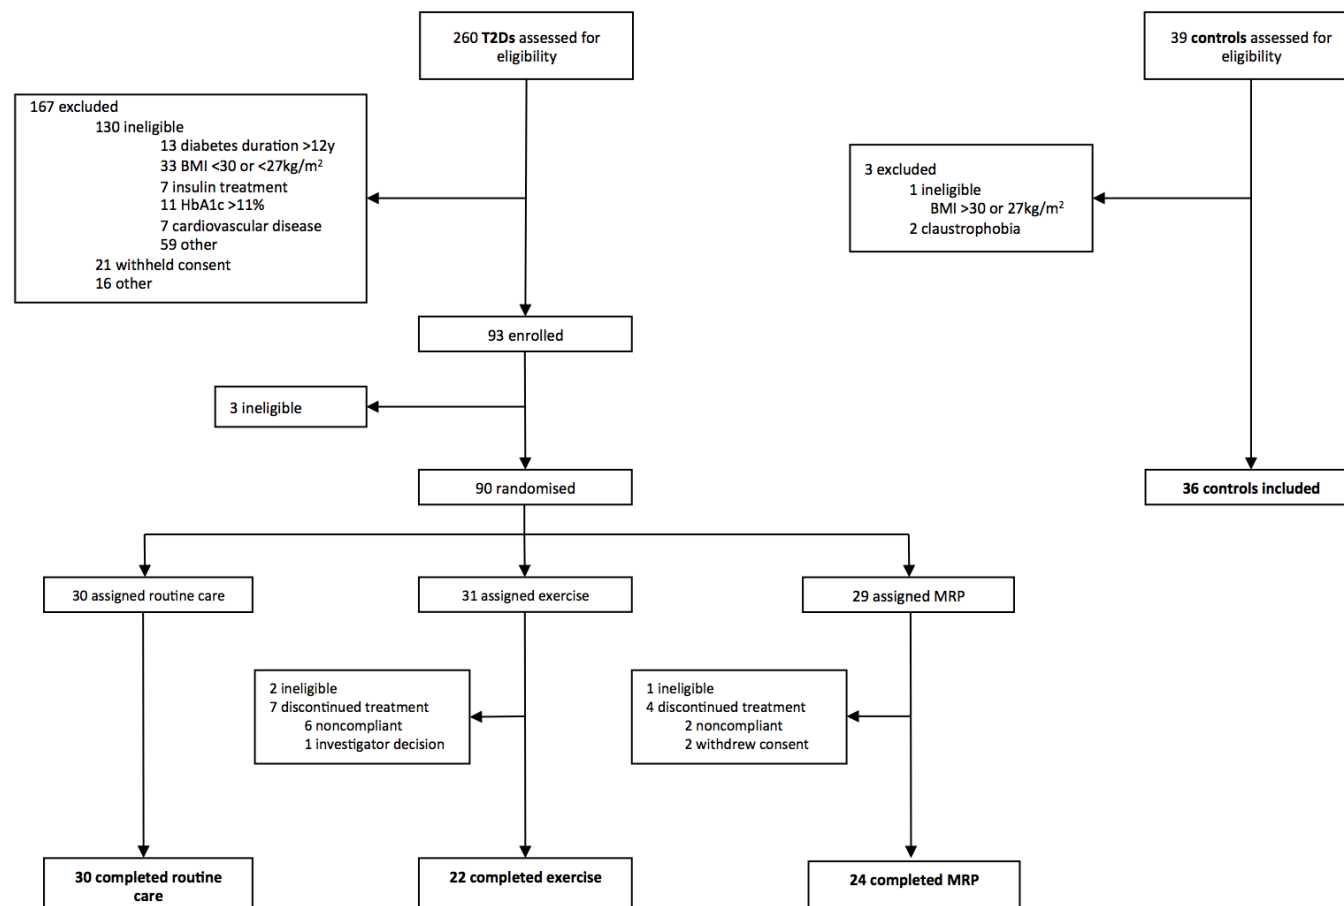 260 T2Ds assessed for
eligibility
39 controls assessed for
eligibility
167 excluded
130 ineligible
13 diabetes duration >12y
33 BMI <30 or <27kg/m²
7 insulin treatment
11 HbA1c >11%
7 cardiovascular disease
59 other
21 withheld consent
16 other
3 excluded
1 ineligible
BMI >30 or 27kg/m²
2 claustrophobia
93 enrolled
3 ineligible
90 randomised
36 controls included
30 assigned routine care
31 assigned exercise
29 assigned MRP
2 ineligible
7 discontinued treatment
6 noncompliant
1 investigator decision
1 ineligible
4 discontinued treatment
2 noncompliant
2 withdrew consent
30 completed routine
care
22 completed exercise
24 completed MRP